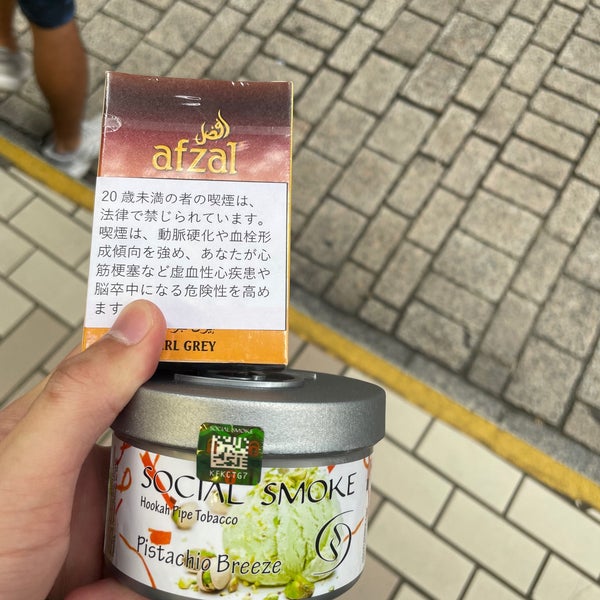 افضل
afzal
20 歳未満の者の喫煙は、
法律で禁じられています。
喫煙は、動脈硬化や血栓形
成傾向を強め、あなたが心
筋梗塞など虚血性心疾患や
脳卒中になる危険性を高め
ます。
RL GREY
SOCIAL SMOKE
KFKCTG7
SOCIAL SMOKE
Hookah Pipe Tobacco
Pistachio Breeze